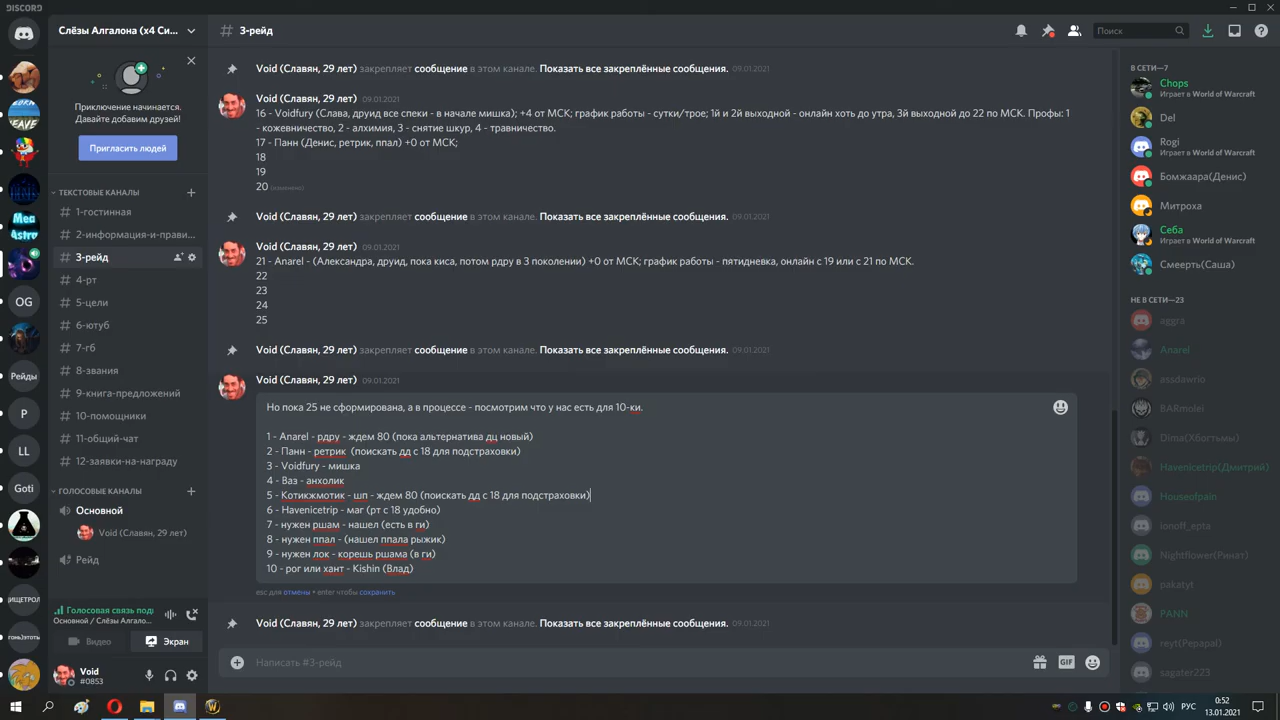 DISCORD
Слёзы Алгалона (x4 Си...
# 3-рейд
Поиск
Приключение начинается.
Давайте добавим друзей!
Пригласить людей
ТЕКСТОВЫЕ КАНАЛЫ
# 1-гостинная
# 2-информация-и-прави...
# 3-рейд
# 4-рт
# 5-цели
# 6-ютуб
# 7-гб
# 8-звания
# 9-книга-предложений
# 10-помощники
# 11-общий-чат
# 12-заявки-на-награду
ГОЛОСОВЫЕ КАНАЛЫ
Основной
Void (Славян, 29 лет)
Рейд
Голосовая связь подк
Основной / Слёзы Алгало...
Видео
Экран
Void
#0853
OG
Рейды
P
LL
Goti
Void (Славян, 29 лет) закрепляет сообщение в этом канале. Показать все закреплённые сообщения. 09.01.2021
Void (Славян, 29 лет) 09.01.2021
16 - Voidfury (Слава, друид все спеки - в начале мишка); +4 от МСК; график работы - сутки/трое; 1й и 2й выходной - онлайн хоть до утра, 3й выходной до 22 по МСК. Профы: 1
- кожевничество, 2 - алхимия, 3 - снятие шкур, 4 - травничество.
17 - Панн (Денис, ретрик, ппал) +0 от МСК;
18
19
20 (изменено)
Void (Славян, 29 лет) закрепляет сообщение в этом канале. Показать все закреплённые сообщения. 09.01.2021
Void (Славян, 29 лет) 09.01.2021
21 - Anarel - (Александра, друид, пока киса, потом рдру в 3 поколении) +0 от МСК; график работы - пятидневка, онлайн с 19 или с 21 по МСК.
22
23
24
25
Void (Славян, 29 лет) закрепляет сообщение в этом канале. Показать все закреплённые сообщения. 09.01.2021
Void (Славян, 29 лет) 09.01.2021
Но пока 25 не сформирована, а в процессе - посмотрим что у нас есть для 10-ки.
1 - Anarel - рдру - ждем 80 (пока альтернатива дц новый)
2 - Панн - ретрик (поискать дд с 18 для подстраховки)
3 - Voidfury - мишка
4 - Ваз - анхолик
5 - Котикжмотик - шп - ждем 80 (поискать дд с 18 для подстраховки)
6 - Havenicetrip - маг (рт с 18 удобно)
7 - нужен ршам - нашел (есть в ги)
8 - нужен ппал - (нашел ппала рыжик)
9 - нужен лок - корешь ршама (в ги)
10 - рог или хант - Kishin (Влад)
esc для отмены • enter чтобы сохранить
Void (Славян, 29 лет) закрепляет сообщение в этом канале. Показать все закреплённые сообщения. 09.01.2021
Написать #3-рейд
GIF
В СЕТИ—7
Chops
Играет в World of Warcraft
Del
Rogi
Играет в World of Warcraft
Бомжаара(Денис)
Митроха
Себа
Играет в World of Warcraft
Смеерть(Саша)
НЕ В СЕТИ—23
aggra
Anarel
assdawrio
BARmolei
Dima(Хбогтьмы)
Havenicetrip(Дмитрий)
Houseofpain
Ionoff_epta
Nightflower(Ринат)
pakatyt
PANN
reyt(Pepapal)
sagater223
РУС
0:52
13.01.2021